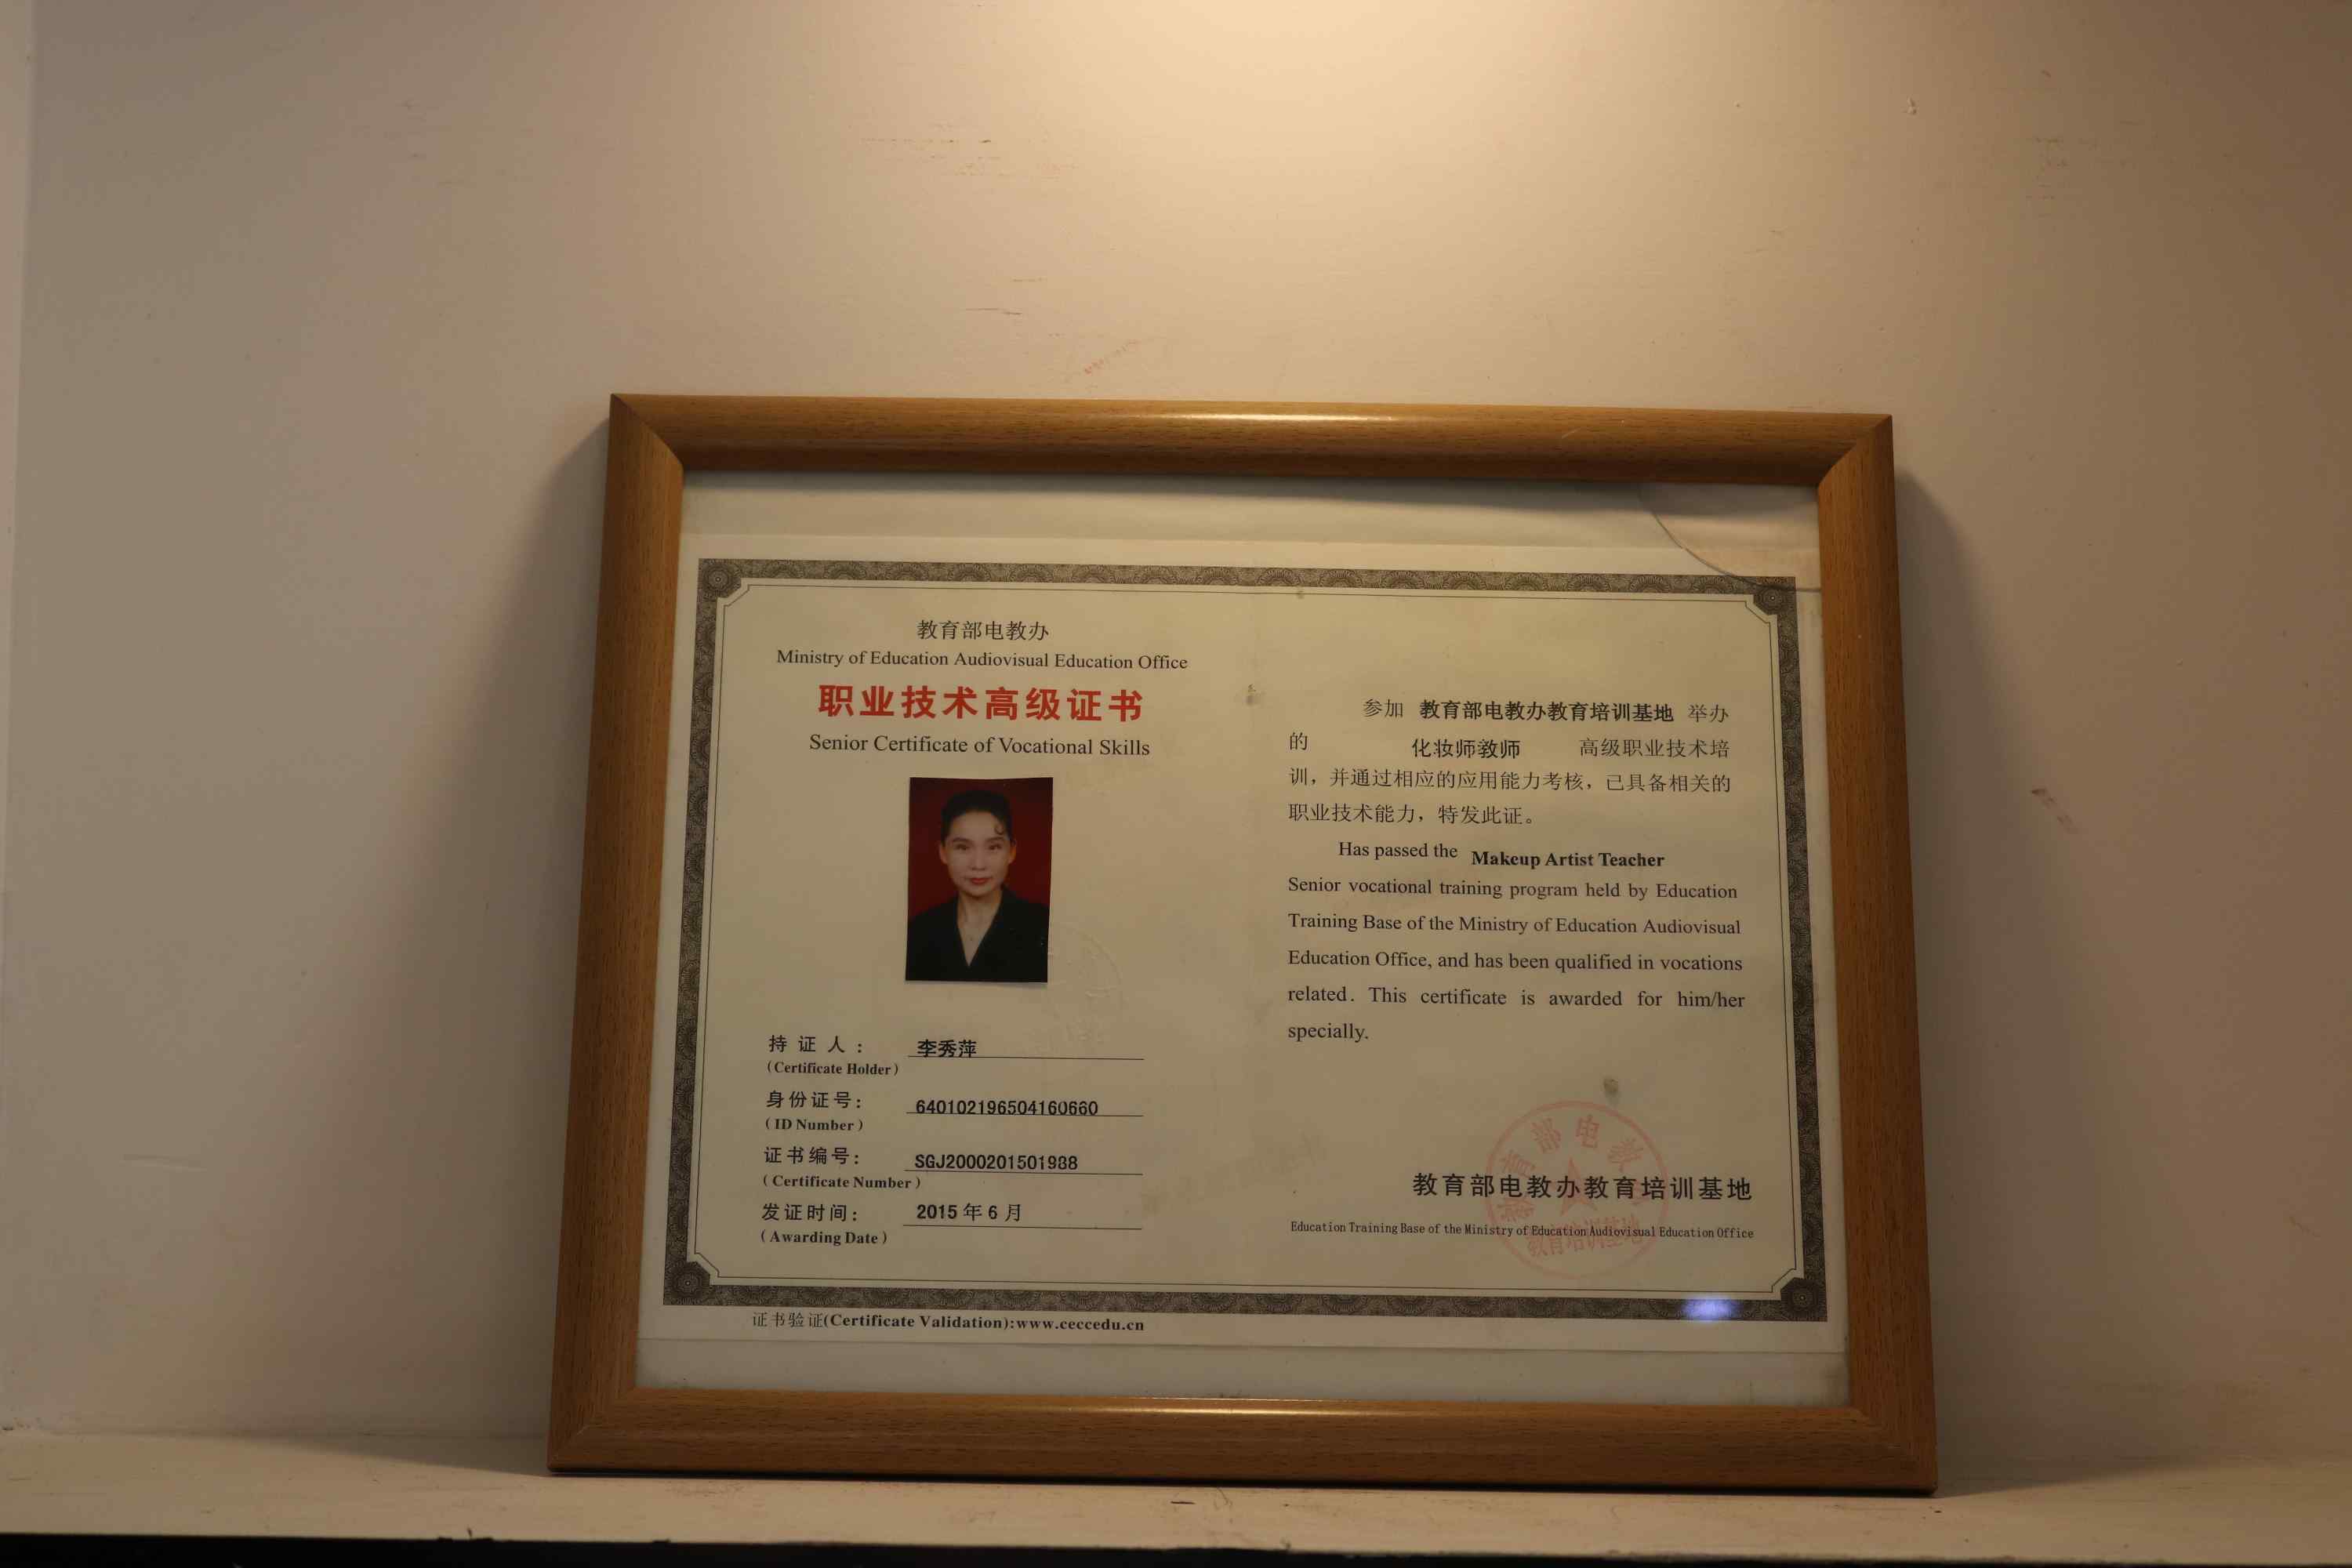 教育部电教办
Ministry of Education Audiovisual Education Office
职业技术高级证书
Senior Certificate of Vocational Skills
持证人：
李秀萍
(Certificate Holder)
身份证号：
640102196504160660
(ID Number)
证书编号：
SGJ2000201501988
(Certificate Number)
发证时间：
2015 年 6 月
(Awarding Date)
证书验证(Certificate Validation):www.ceccedu.cn
参加 教育部电教办教育培训基地 举办
的 化妆师教师 高级职业技术培
训，并通过相应的应用能力考核，已具备相关的
职业技术能力，特发此证。
Has passed the Makeup Artist Teacher
Senior vocational training program held by Education
Training Base of the Ministry of Education Audiovisual
Education Office, and has been qualified in vocations
related. This certificate is awarded for him/her
specially.
教育部电教办教育培训基地
Education Training Base of the Ministry of Education Audiovisual Education Office
教育培训基地